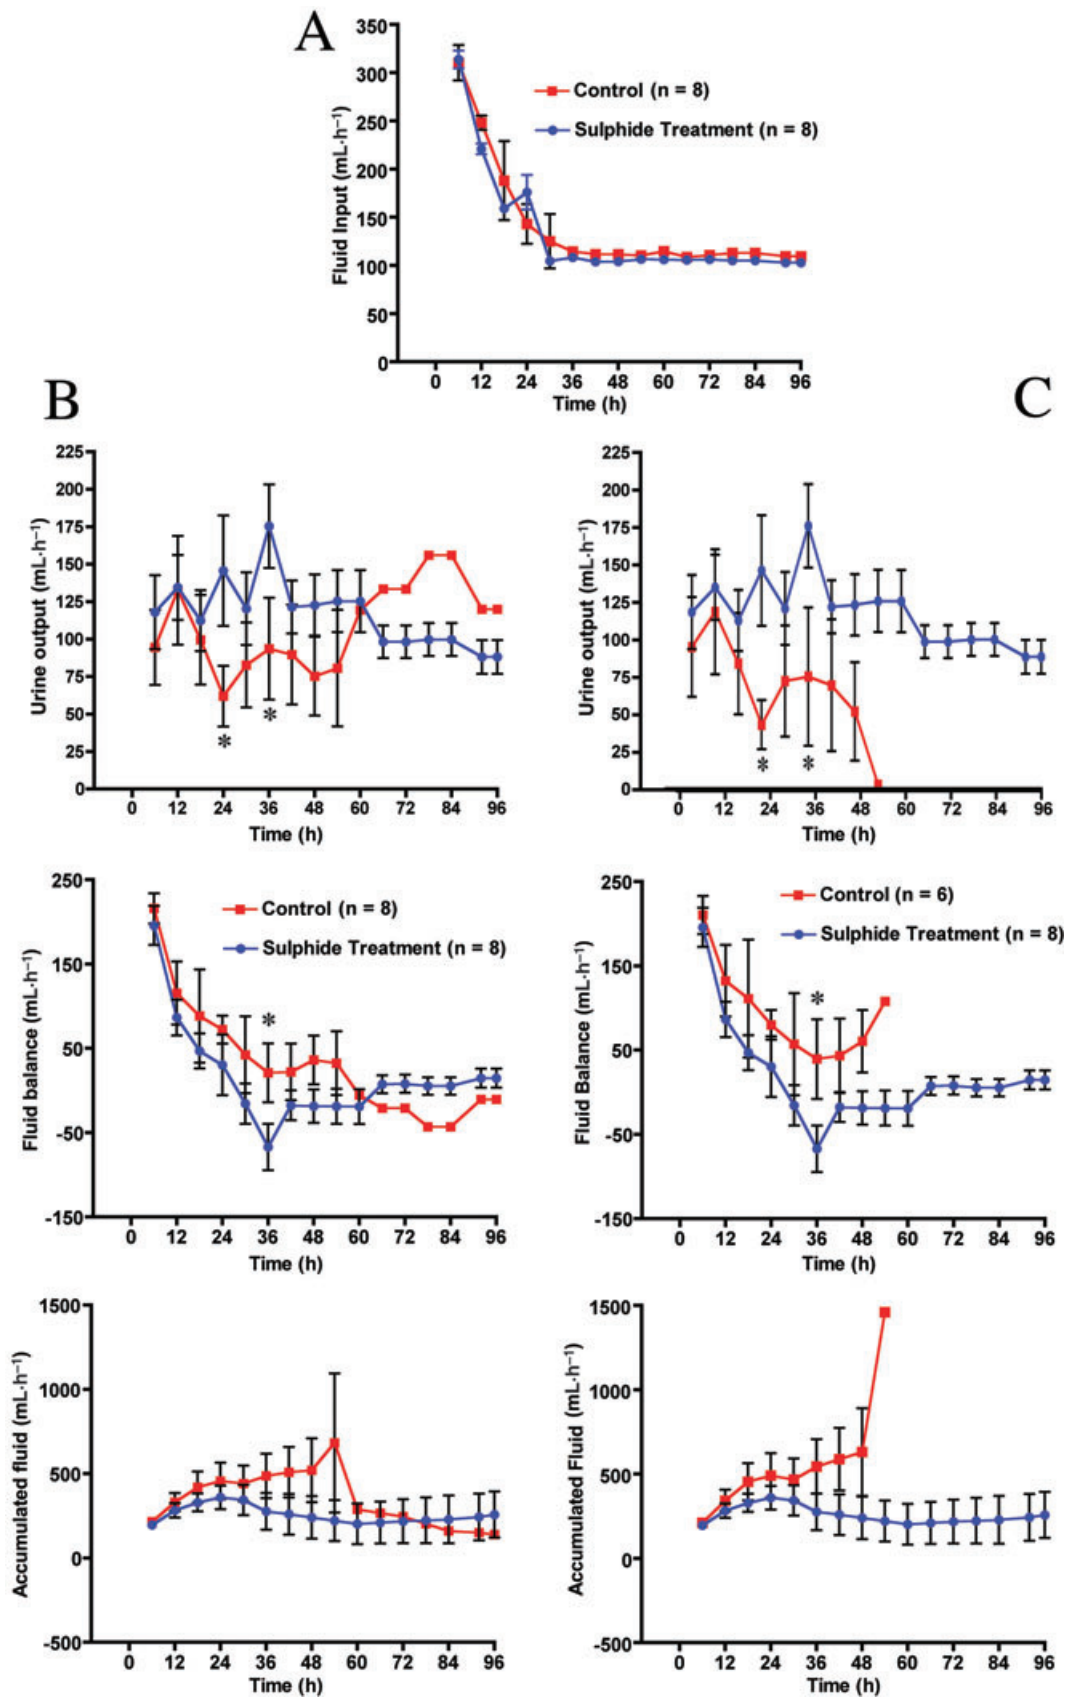 A
Fluid Input (mL·h⁻¹)
350
300
250
200
150
100
50
0
Control (n = 8)
Sulphide Treatment (n = 8)
0 12 24 36 48 60 72 84 96
Time (h)
B
C
Urine output (mL·h⁻¹)
225
200
175
150
125
100
75
50
25
0
* *
0 12 24 36 48 60 72 84 96
Time (h)
Urine output (mL·h⁻¹)
225
200
175
150
125
100
75
50
25
0
* *
0 12 24 36 48 60 72 84 96
Time (h)
Fluid balance (mL·h⁻¹)
250
150
50
-50
-150
Control (n = 8)
Sulphide Treatment (n = 8)
*
0 12 24 36 48 60 72 84 96
Time (h)
Fluid Balance (mL·h⁻¹)
250
150
50
-50
-150
Control (n = 6)
Sulphide Treatment (n = 8)
*
0 12 24 36 48 60 72 84 96
Time (h)
Accumulated fluid (mL·h⁻¹)
1500
1000
500
0
-500
0 12 24 36 48 60 72 84 96
Time (h)
Accumulated Fluid (mL·h⁻¹)
1500
1000
500
0
-500
0 12 24 36 48 60 72 84 96
Time (h)